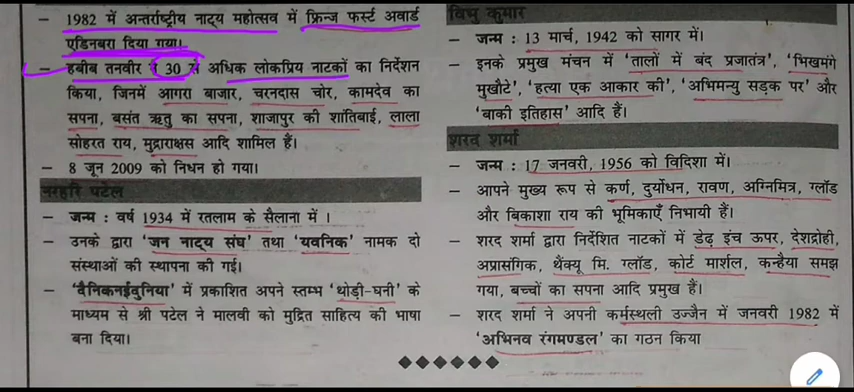 – 1982 में अन्तर्राष्ट्रीय नाट्य महोत्सव में फ्रिन्ज फर्स्ट अवार्ड
एडिनबरा दिया गया।
– हबीब तनवीर ने 30 से अधिक लोकप्रिय नाटकों का निर्देशन
किया, जिनमें आगरा बाजार, चरनदास चोर, कामदेव का
सपना, बसंत ऋतु का सपना, शाजापुर की शांतिबाई, लाला
सोहरत राय, मुद्राराक्षस आदि शामिल हैं।
– 8 जून 2009 को निधन हो गया।
नरहरि पटेल
– जन्म : वर्ष 1934 में रतलाम के सैलाना में ।
– उनके द्वारा 'जन नाट्य संघ' तथा 'यवनिक' नामक दो
संस्थाओं की स्थापना की गई।
– 'दैनिकनईदुनिया' में प्रकाशित अपने स्तम्भ 'थोड़ी-घनी' के
माध्यम से श्री पटेल ने मालवी को मुद्रित साहित्य की भाषा
बना दिया।
विभु कुमार
– जन्म : 13 मार्च, 1942 को सागर में।
– इनके प्रमुख मंचन में 'तालों में बंद प्रजातंत्र', 'भिखमंगे
मुखौटे', 'हत्या एक आकार की', 'अभिमन्यु सड़क पर' और
'बाकी इतिहास' आदि हैं।
शरद शर्मा
– जन्म : 17 जनवरी, 1956 को विदिशा में।
– आपने मुख्य रूप से कर्ण, दुर्योधन, रावण, अग्निमित्र, ग्लॉड
और बिकाशा राय की भूमिकाएँ निभायी हैं।
– शरद शर्मा द्वारा निर्देशित नाटकों में डेढ़ इंच ऊपर, देशद्रोही,
अप्रासंगिक, थैंक्यू मि. ग्लॉड, कोर्ट मार्शल, कन्हैया समझ
गया, बच्चों का सपना आदि प्रमुख हैं।
– शरद शर्मा ने अपनी कर्मस्थली उज्जैन में जनवरी 1982 में
'अभिनव रंगमण्डल' का गठन किया